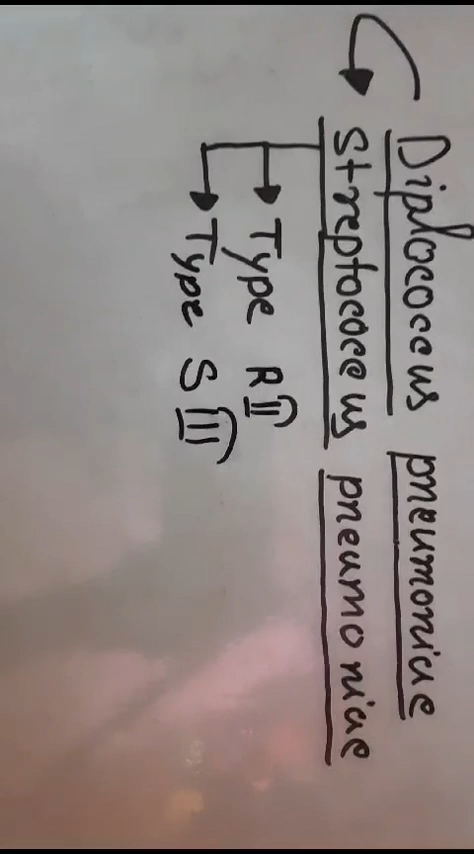 Diplococcus pneumoniae
Streptococcus pneumoniae
Type R II
Type S III